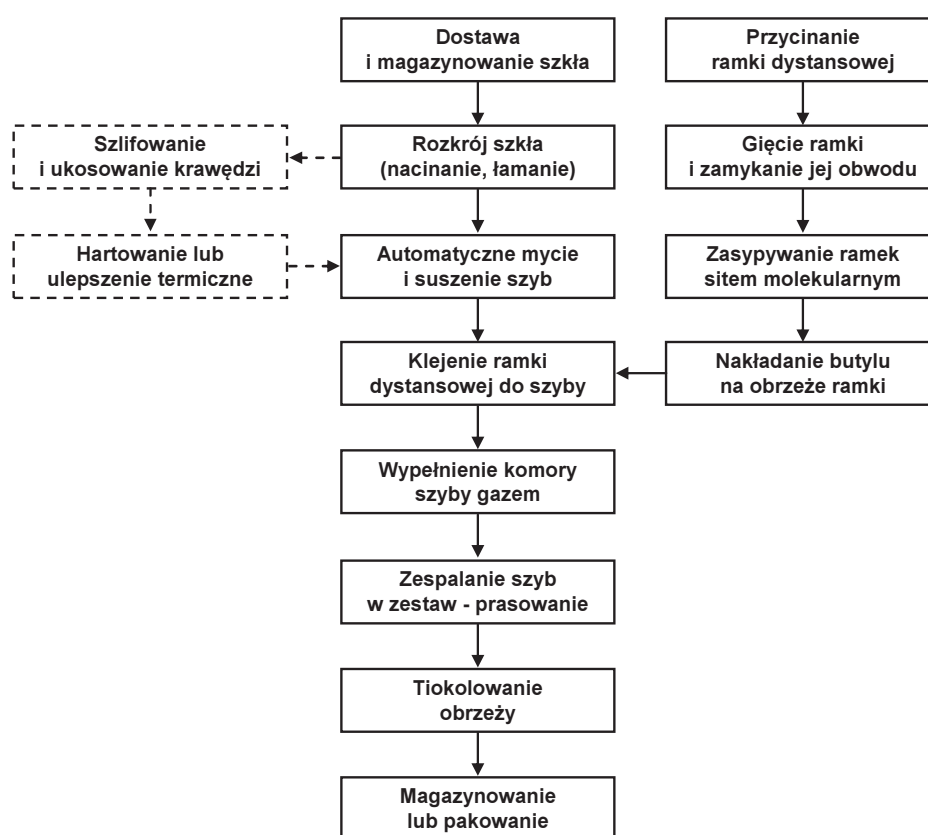 Dostawa
i magazynowanie szkła
Przycinanie
ramki dystansowej
Szlifowanie
i ukosowanie krawędzi
Rozkrój szkła
(nacinanie, łamanie)
Gięcie ramki
i zamykanie jej obwodu
Hartowanie lub
ulepszenie termiczne
Automatyczne mycie
i suszenie szyb
Zasypywanie ramek
sitem molekularnym
Klejenie ramki
dystansowej do szyby
Nakładanie butylu
na obrzeże ramki
Wypełnienie komory
szyby gazem
Zespalanie szyb
w zestaw - prasowanie
Tiokolowanie
obrzeży
Magazynowanie
lub pakowanie